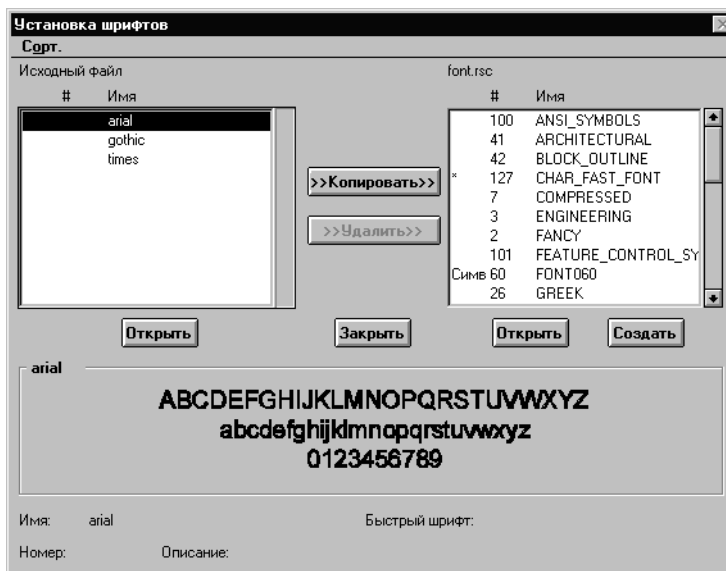 Установка шрифтов
Сорт.
Исходный файл font.rsc
# Имя # Имя
arial 100 ANSI_SYMBOLS
gothic 41 ARCHITECTURAL
times 42 BLOCK_OUTLINE
* 127 CHAR_FAST_FONT
>>Копировать>> 7 COMPRESSED
3 ENGINEERING
>>Удалить>> 2 FANCY
101 FEATURE_CONTROL_SY
Симв 60 FONT060
26 GREEK
Открыть Закрыть Открыть Создать
arial
ABCDEFGHIJKLMNOPQRSTUVWXYZ
abcdefghijklmnopqrstuvwxyz
0123456789
Имя: arial Быстрый шрифт:
Номер: Описание: